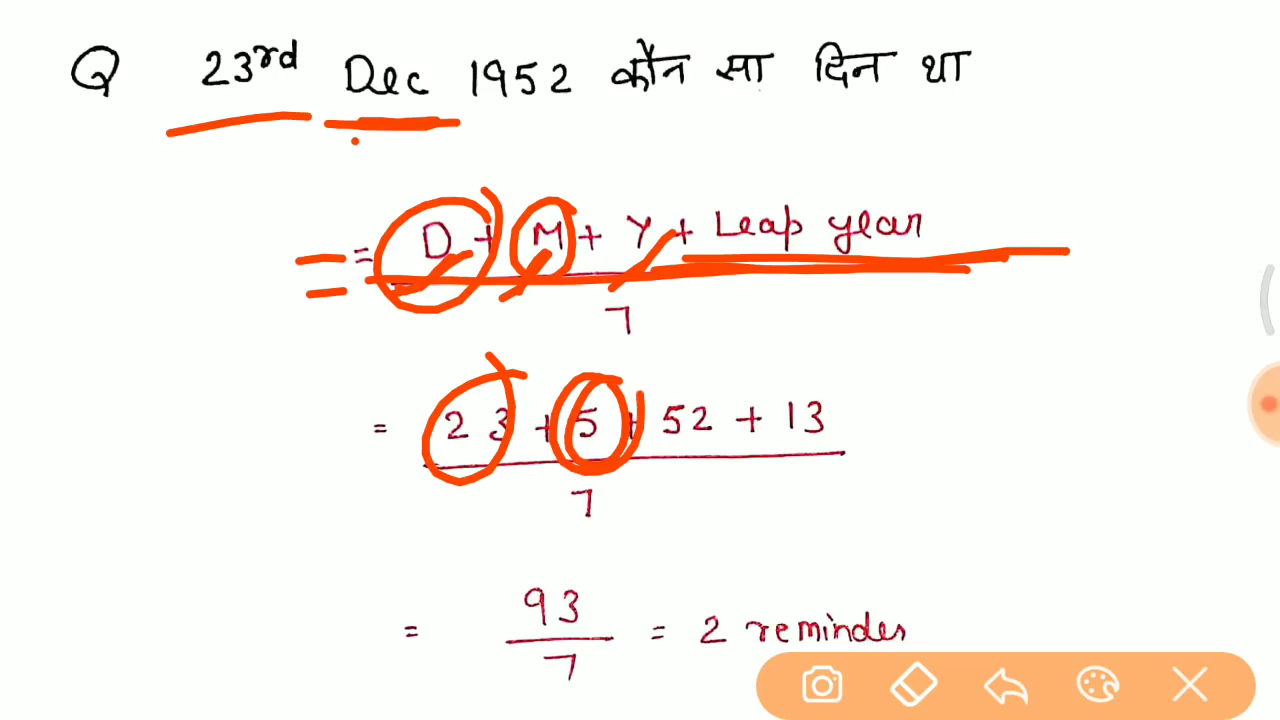 Q 23rd Dec 1952 कौन सा दिन था
= D + M + Y + Leap year
7
= 23 + 5 + 52 + 13
7
= 93 = 2 reminder
7